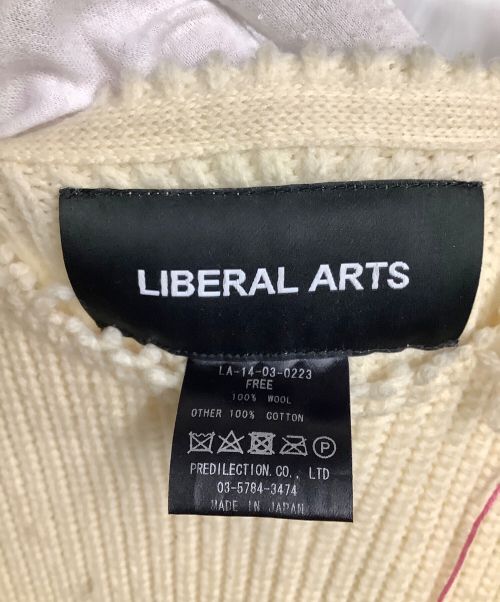 LIBERAL ARTS
LA-14-03-0223
FREE
100% WOOL
OTHER 100% COTTON
P
PREDILECTION.CO., LTD
03-5784-3474
MADE IN JAPAN